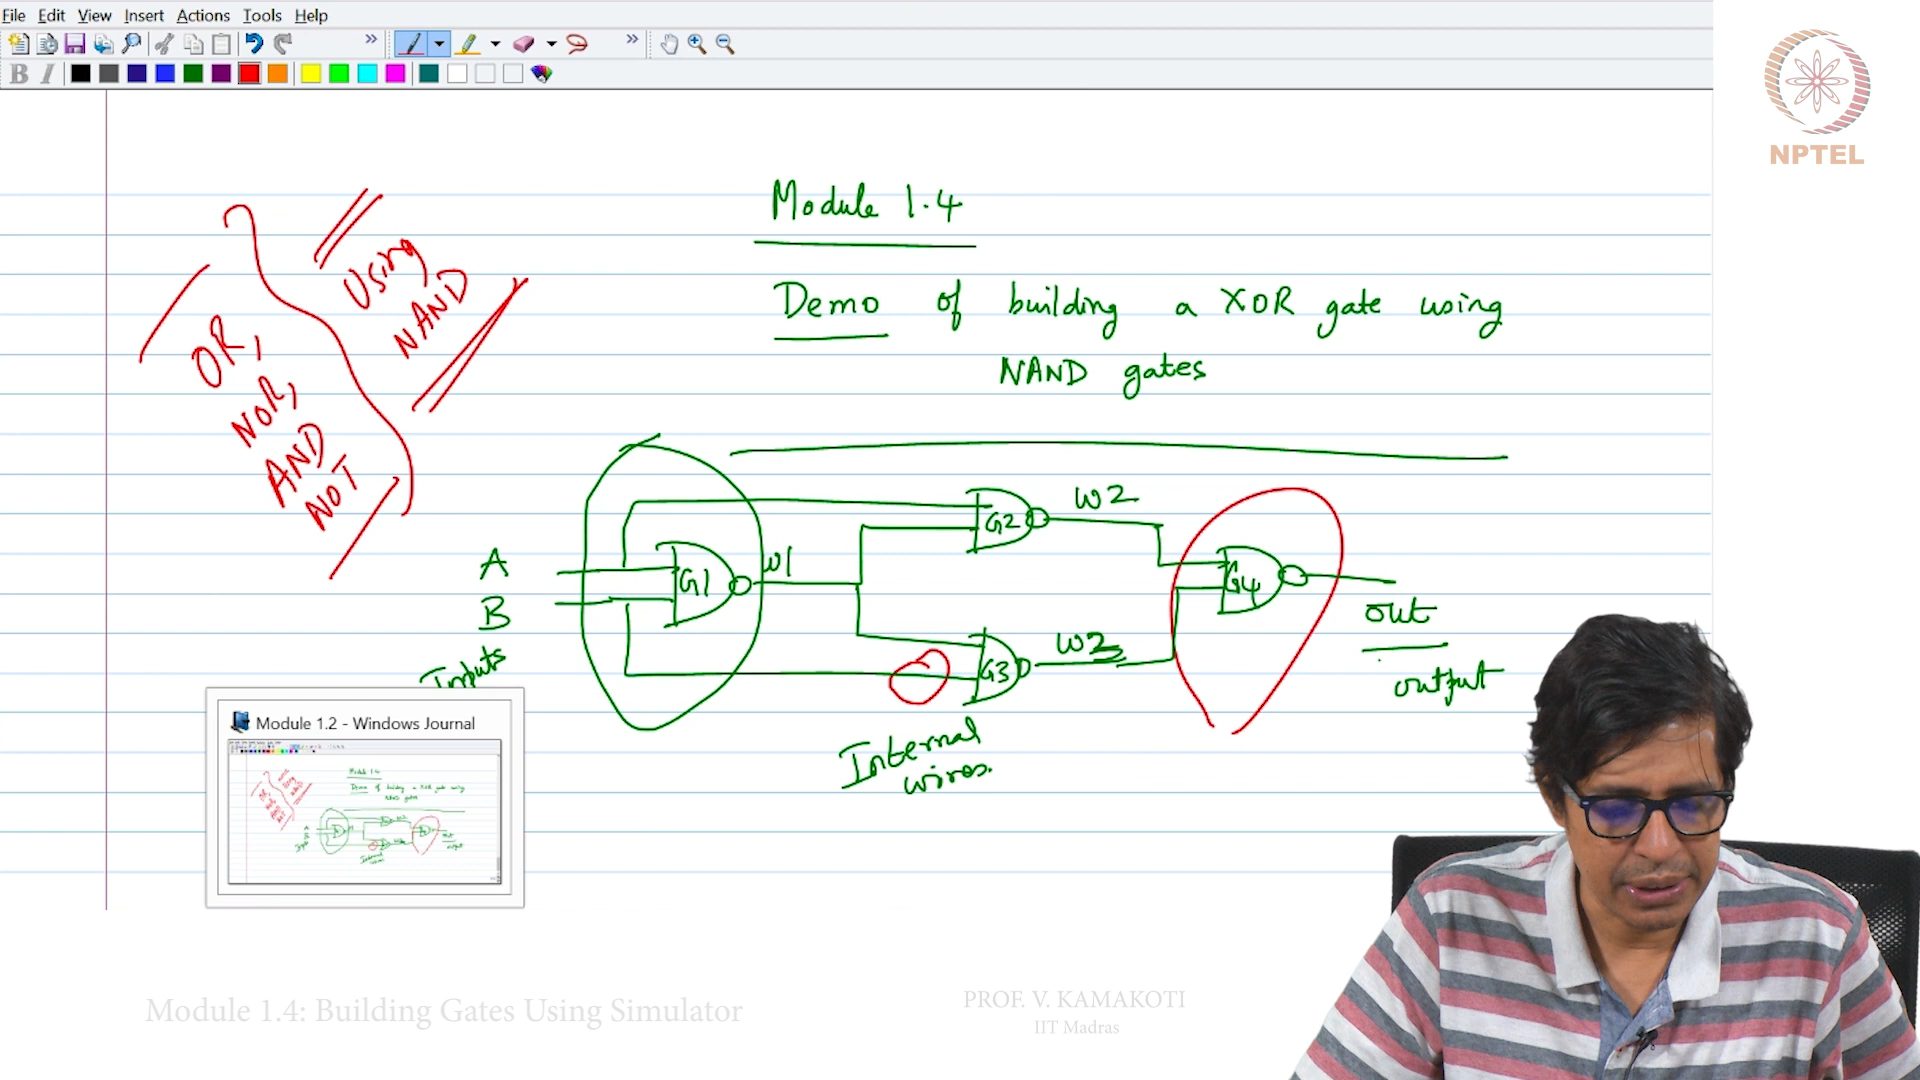 File Edit View Insert Actions Tools Help
B I
NPTEL
Module 1.4
Demo of building a XOR gate using
NAND gates
?
Using
NAND
OR,
NOR,
AND
NOT
A
B
Inputs
G1
w1
G2
w2
G3
w3
G4
out
output
Internal
wires.
Module 1.2 - Windows Journal
Module 1.4: Building Gates Using Simulator
PROF. V. KAMAKOTI
IIT Madras